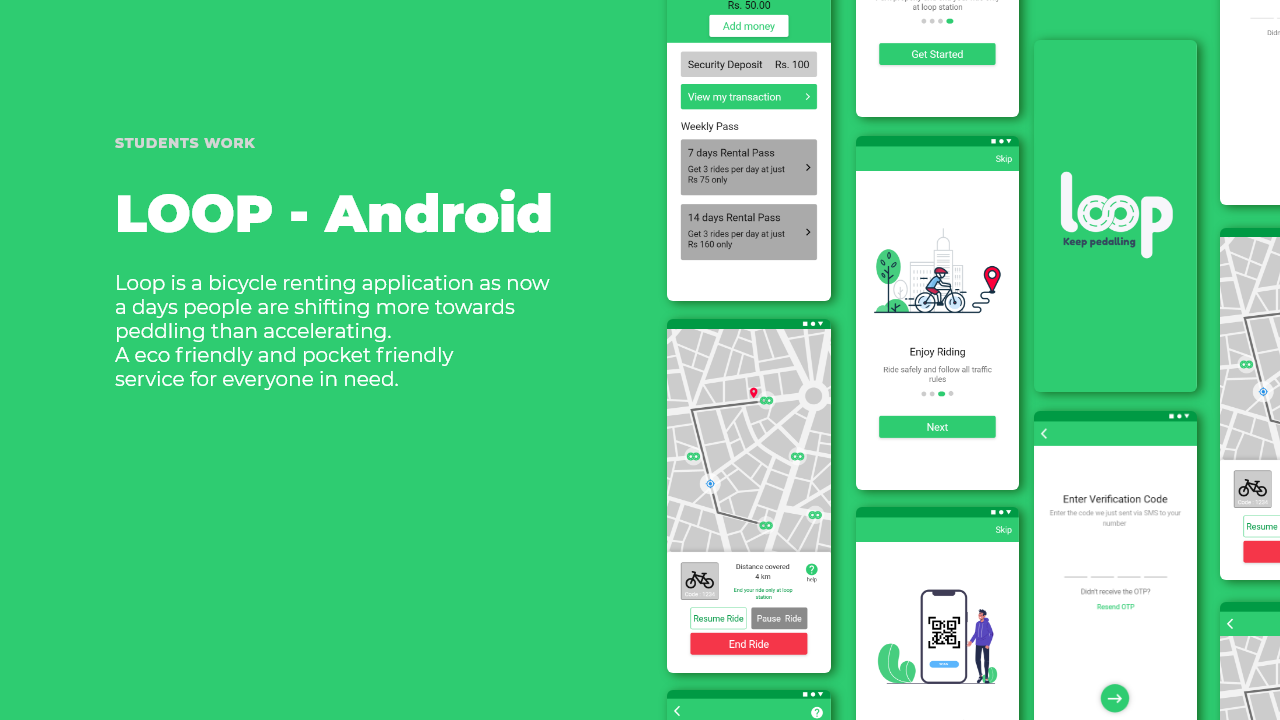 STUDENTS WORK
LOOP - Android
Loop is a bicycle renting application as now
a days people are shifting more towards
peddling than accelerating.
A eco friendly and pocket friendly
service for everyone in need.
Rs. 50.00
Add money
Security Deposit Rs. 100
View my transaction
Weekly Pass
7 days Rental Pass
Get 3 rides per day at just
Rs 75 only
14 days Rental Pass
Get 3 rides per day at just
Rs 160 only
Distance covered
4 km
End your ride only at loop
station
help
Code : 1234
Resume Ride
Pause Ride
End Ride
at loop station
Get Started
Skip
Enjoy Riding
Ride safely and follow all traffic
rules
Next
Skip
loop
Keep pedalling
Enter Verification Code
Enter the code we just sent via SMS to your
number
Didn't receive the OTP?
Resend OTP
Code : 1234
Resume